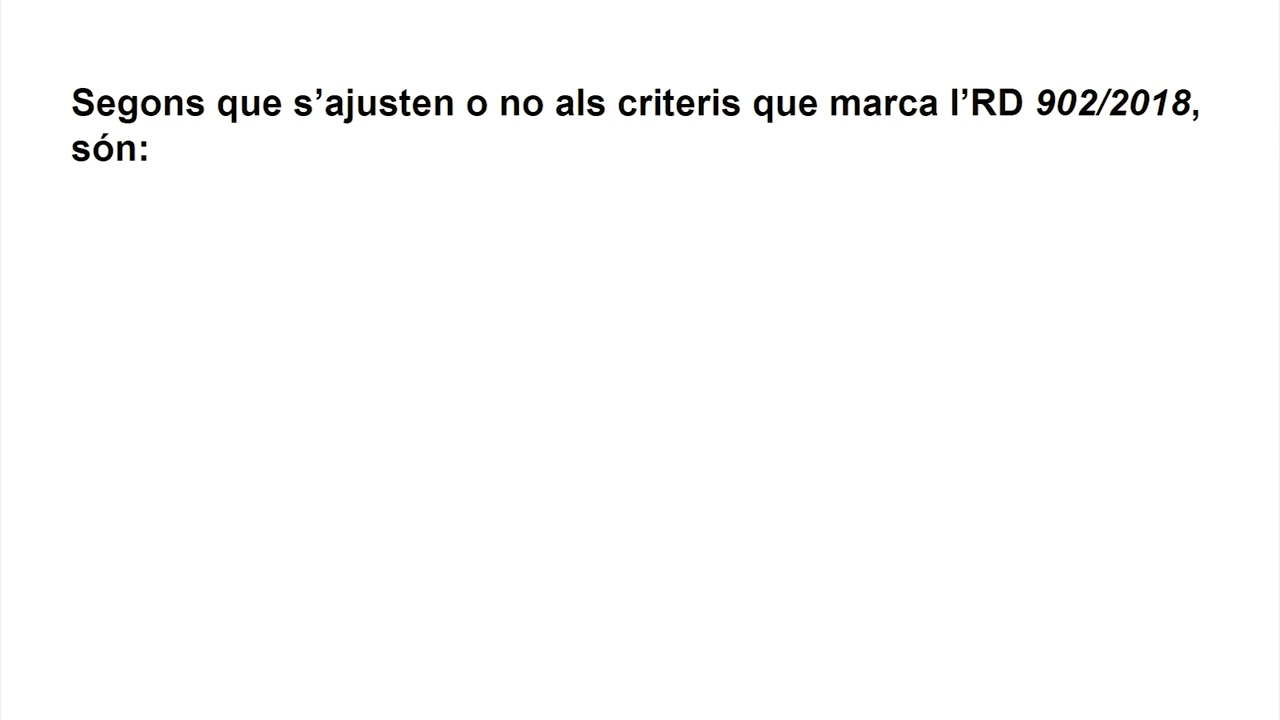 Segons que s’ajusten o no als criteris que marca l’RD 902/2018,
són: